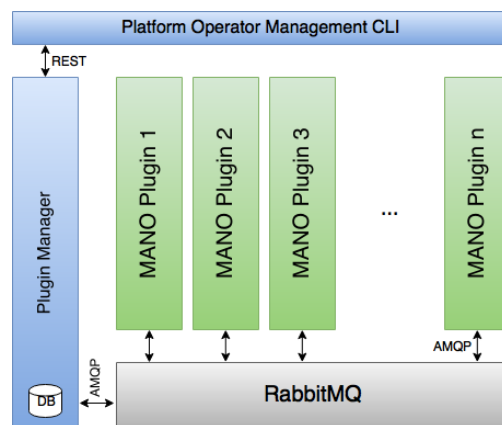 Platform Operator Management CLI
REST
Plugin Manager
MANO Plugin 1
MANO Plugin 2
MANO Plugin 3
...
MANO Plugin n
AMQP
AMQP
DB
RabbitMQ